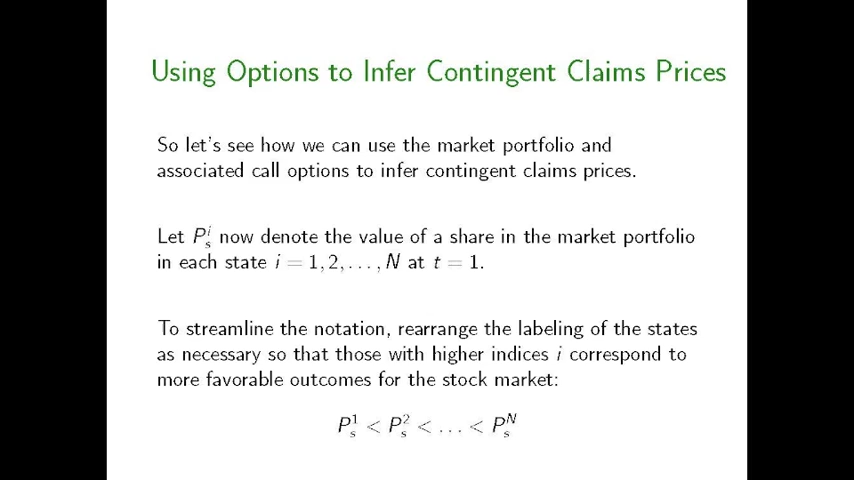 Using Options to Infer Contingent Claims Prices
So let's see how we can use the market portfolio and
associated call options to infer contingent claims prices.
Let P_s^i now denote the value of a share in the market portfolio
in each state i = 1, 2, . . . , N at t = 1.
To streamline the notation, rearrange the labeling of the states
as necessary so that those with higher indices i correspond to
more favorable outcomes for the stock market:
P_s^1 < P_s^2 < . . . < P_s^N